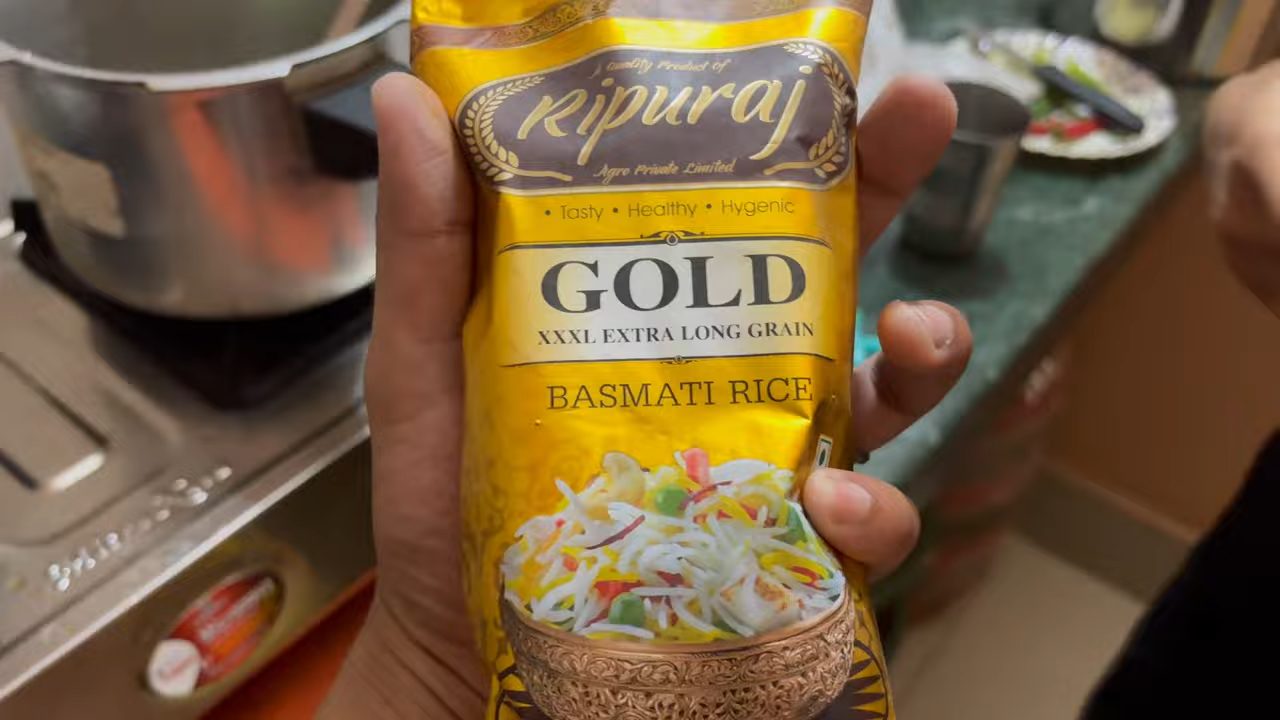 A Quality Product of
Ripuraj
Agro Private Limited
• Tasty • Healthy • Hygenic
GOLD
XXXL EXTRA LONG GRAIN
BASMATI RICE